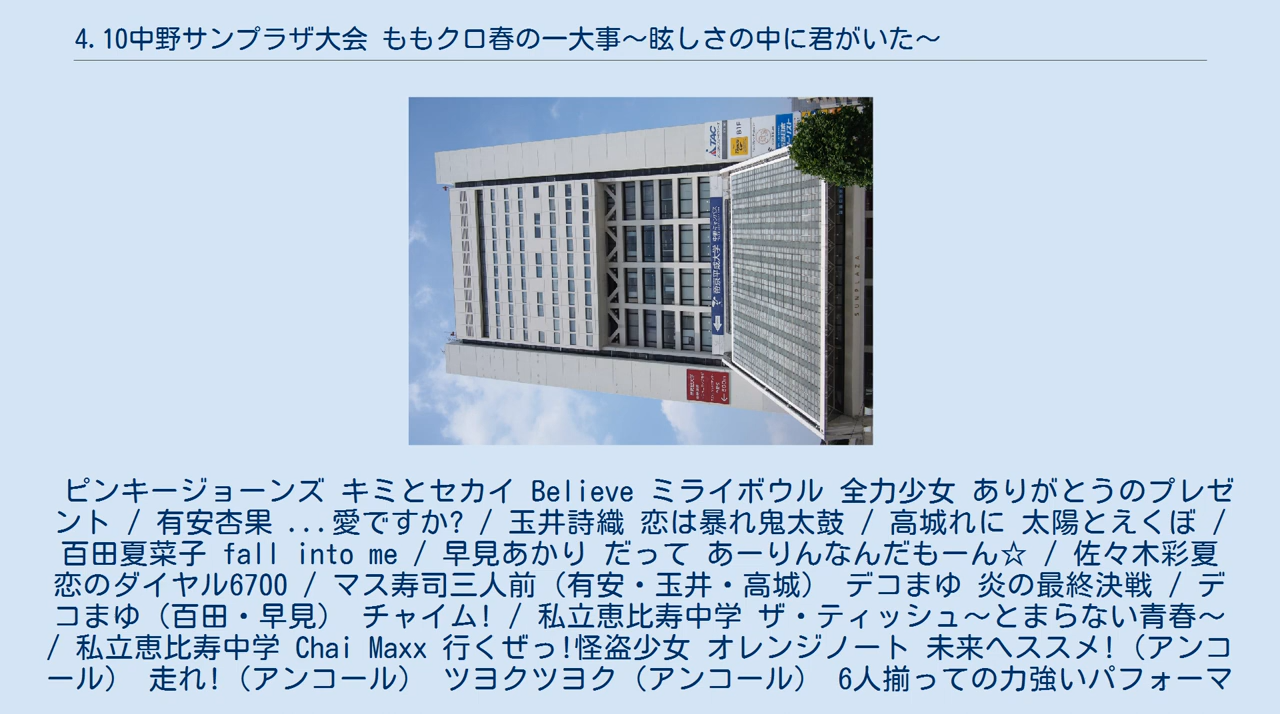 4.10中野サンプラザ大会 ももクロ春の一大事～眩しさの中に君がいた～
TAC
帝京平成大学
SUNPLAZA
ピンキージョーンズ キミとセカイ Believe ミライボウル 全力少女 ありがとうのプレゼ
ント / 有安杏果 ...愛ですか? / 玉井詩織 恋は暴れ鬼太鼓 / 高城れに 太陽とえくぼ /
百田夏菜子 fall into me / 早見あかり だって あーりんなんだもーん☆ / 佐々木彩夏
恋のダイヤル6700 / マス寿司三人前（有安・玉井・高城） デコまゆ 炎の最終決戦 / デ
コまゆ（百田・早見） チャイム! / 私立恵比寿中学 ザ・ティッシュ～とまらない青春～
/ 私立恵比寿中学 Chai Maxx 行くぜっ!怪盗少女 オレンジノート 未来へススメ!（アンコ
ール） 走れ!（アンコール） ツヨクツヨク（アンコール） 6人揃っての力強いパフォーマ